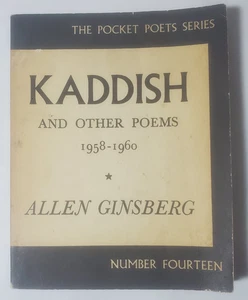 THE POCKET POETS SERIES
KADDISH
AND OTHER POEMS
1958-1960
*
ALLEN GINSBERG
NUMBER FOURTEEN